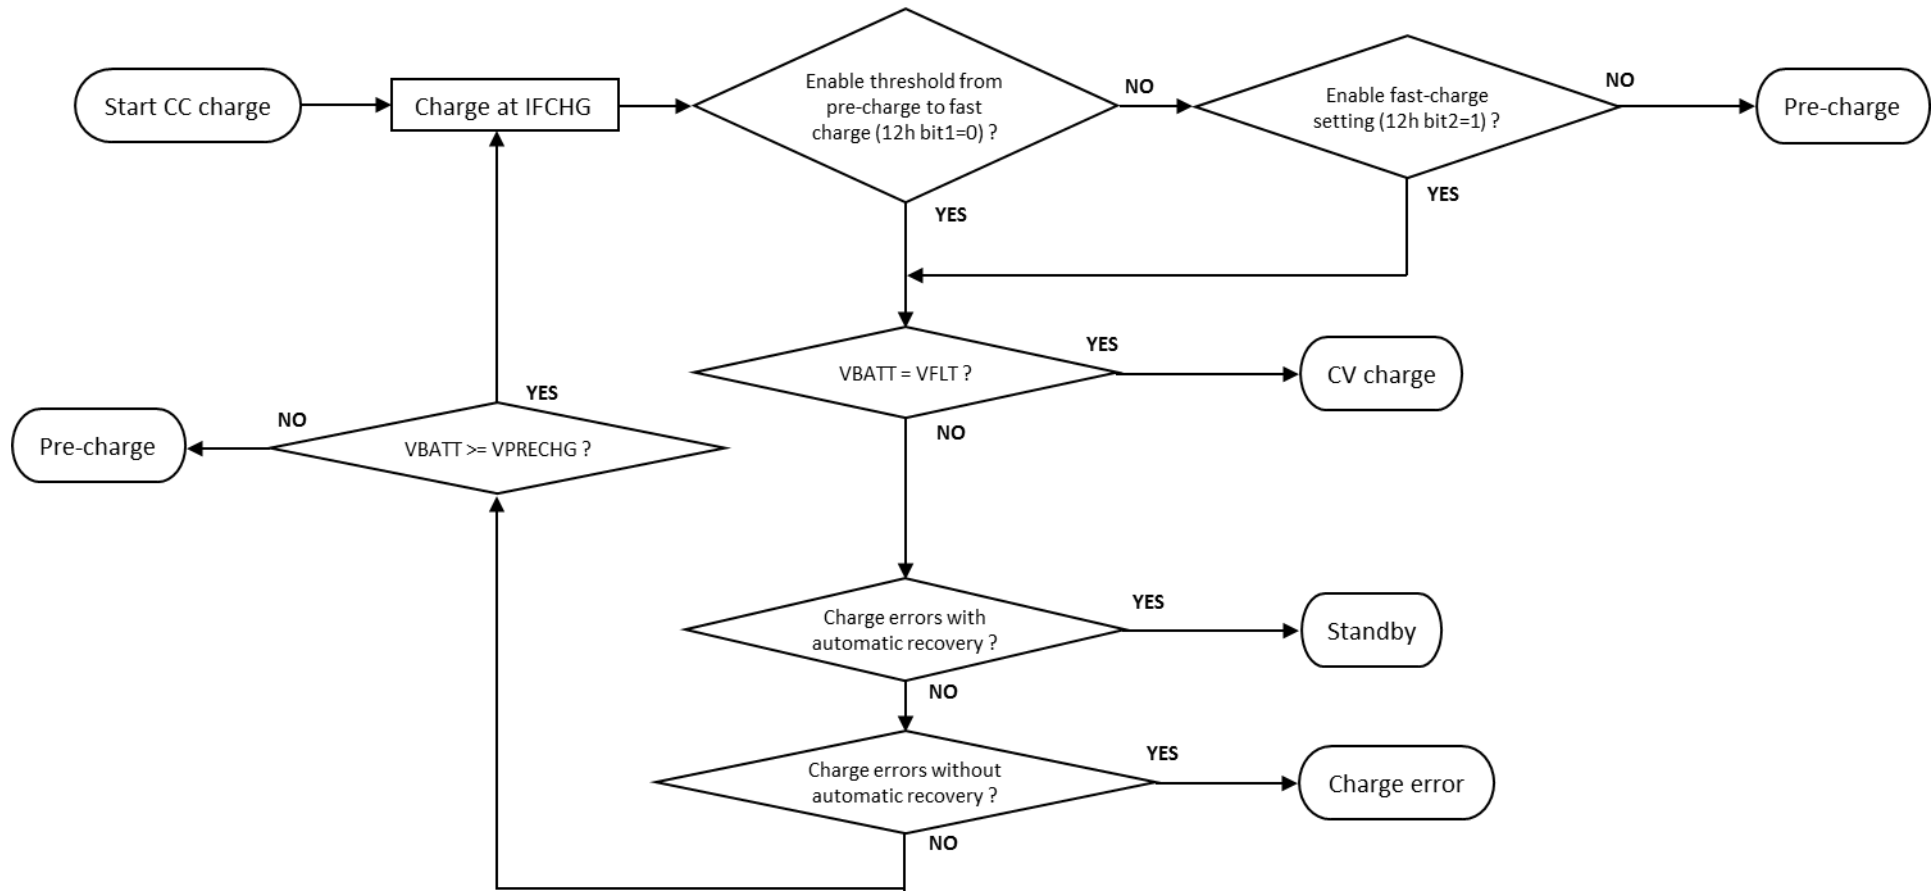 Start CC charge
Charge at IFCHG
Enable threshold from
pre-charge to fast
charge (12h bit1=0) ?
NO
Enable fast-charge
setting (12h bit2=1) ?
NO
Pre-charge
YES
YES
VBATT = VFLT ?
YES
CV charge
NO
Pre-charge
NO
VBATT >= VPRECHG ?
YES
Charge errors with
automatic recovery ?
YES
Standby
NO
Charge errors without
automatic recovery ?
YES
Charge error
NO